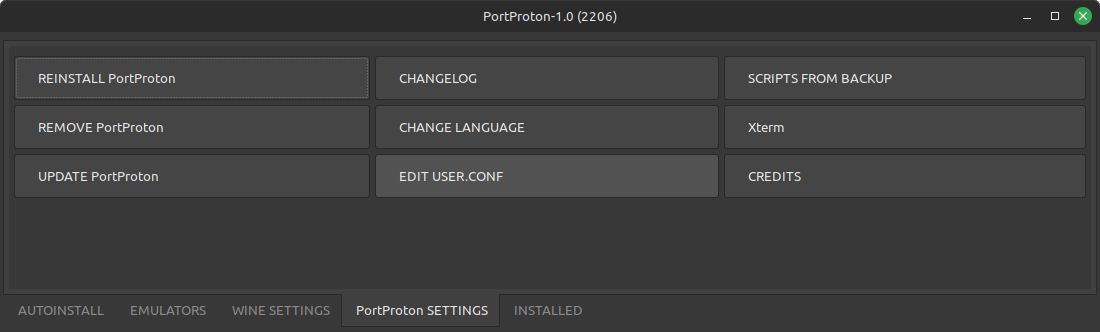 PortProton-1.0 (2206)
REINSTALL PortProton
CHANGELOG
SCRIPTS FROM BACKUP
REMOVE PortProton
CHANGE LANGUAGE
Xterm
UPDATE PortProton
EDIT USER.CONF
CREDITS
AUTOINSTALL
EMULATORS
WINE SETTINGS
PortProton SETTINGS
INSTALLED